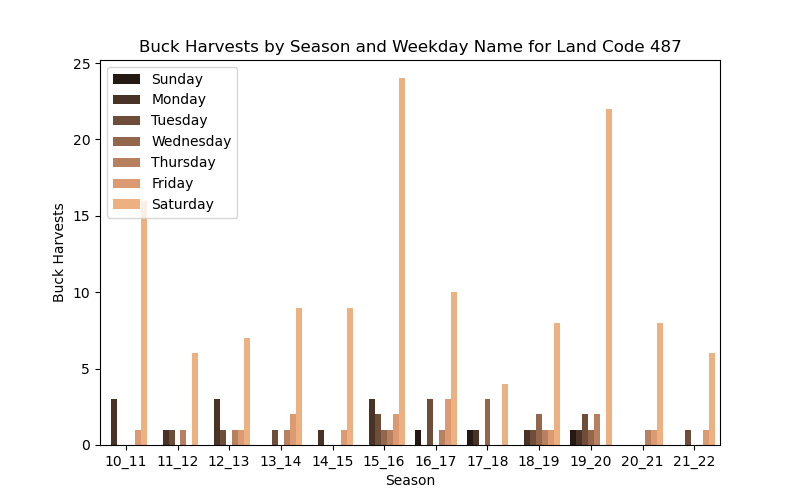 Buck Harvests by Season and Weekday Name for Land Code 487
25
20
15
10
5
0
Buck Harvests
Sunday
Monday
Tuesday
Wednesday
Thursday
Friday
Saturday
10_11 11_12 12_13 13_14 14_15 15_16 16_17 17_18 18_19 19_20 20_21 21_22
Season